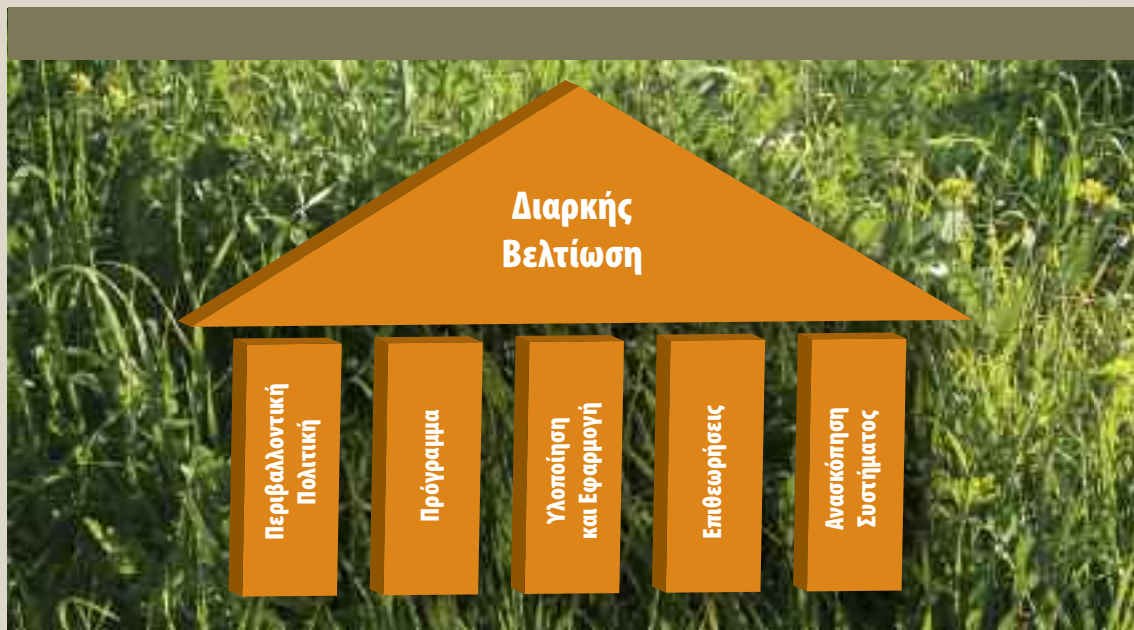 Διαρκής
Βελτίωση
Περιβαλλοντική
Πολιτική
Πρόγραμμα
Υλοποίηση
και Εφαρμογή
Επιθεωρήσεις
Ανασκόπηση
Συστήματος